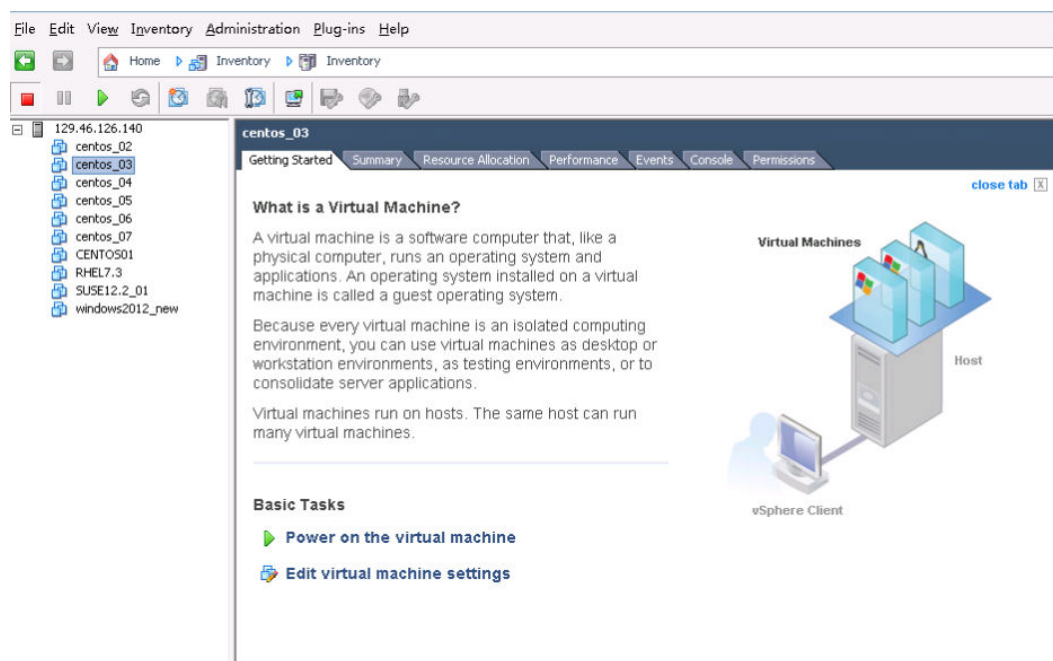 File Edit View Inventory Administration Plug-ins Help
Home Inventory Inventory
129.46.126.140
centos_02
centos_03
centos_04
centos_05
centos_06
centos_07
CENTOS01
RHEL7.3
SUSE12.2_01
windows2012_new
centos_03
Getting Started Summary Resource Allocation Performance Events Console Permissions
close tab X
What is a Virtual Machine?
A virtual machine is a software computer that, like a
physical computer, runs an operating system and
applications. An operating system installed on a virtual
machine is called a guest operating system.
Because every virtual machine is an isolated computing
environment, you can use virtual machines as desktop or
workstation environments, as testing environments, or to
consolidate server applications.
Virtual machines run on hosts. The same host can run
many virtual machines.
Virtual Machines
Host
vSphere Client
Basic Tasks
Power on the virtual machine
Edit virtual machine settings